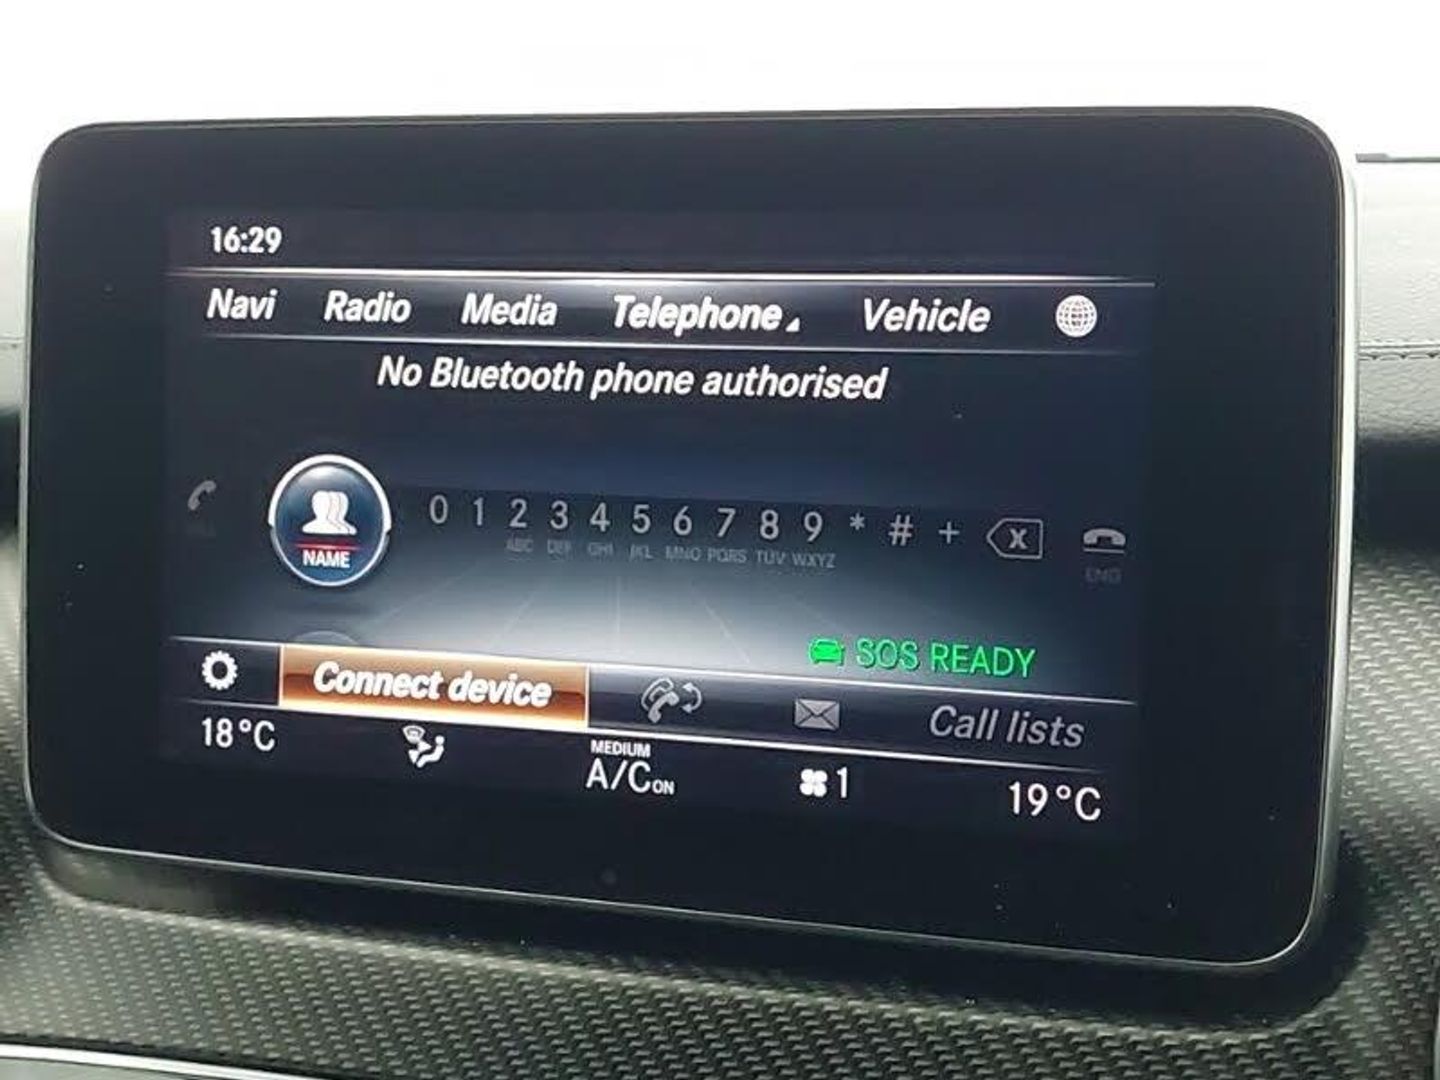 16:29
Navi Radio Media Telephone Vehicle
No Bluetooth phone authorised
0 1 2 3 4 5 6 7 8 9 * # + X
ABC DEF GHI JKL MNO PQRS TUV WXYZ
NAME
END
SOS READY
Connect device Call lists
18°C MEDIUM A/C ON 1 19°C